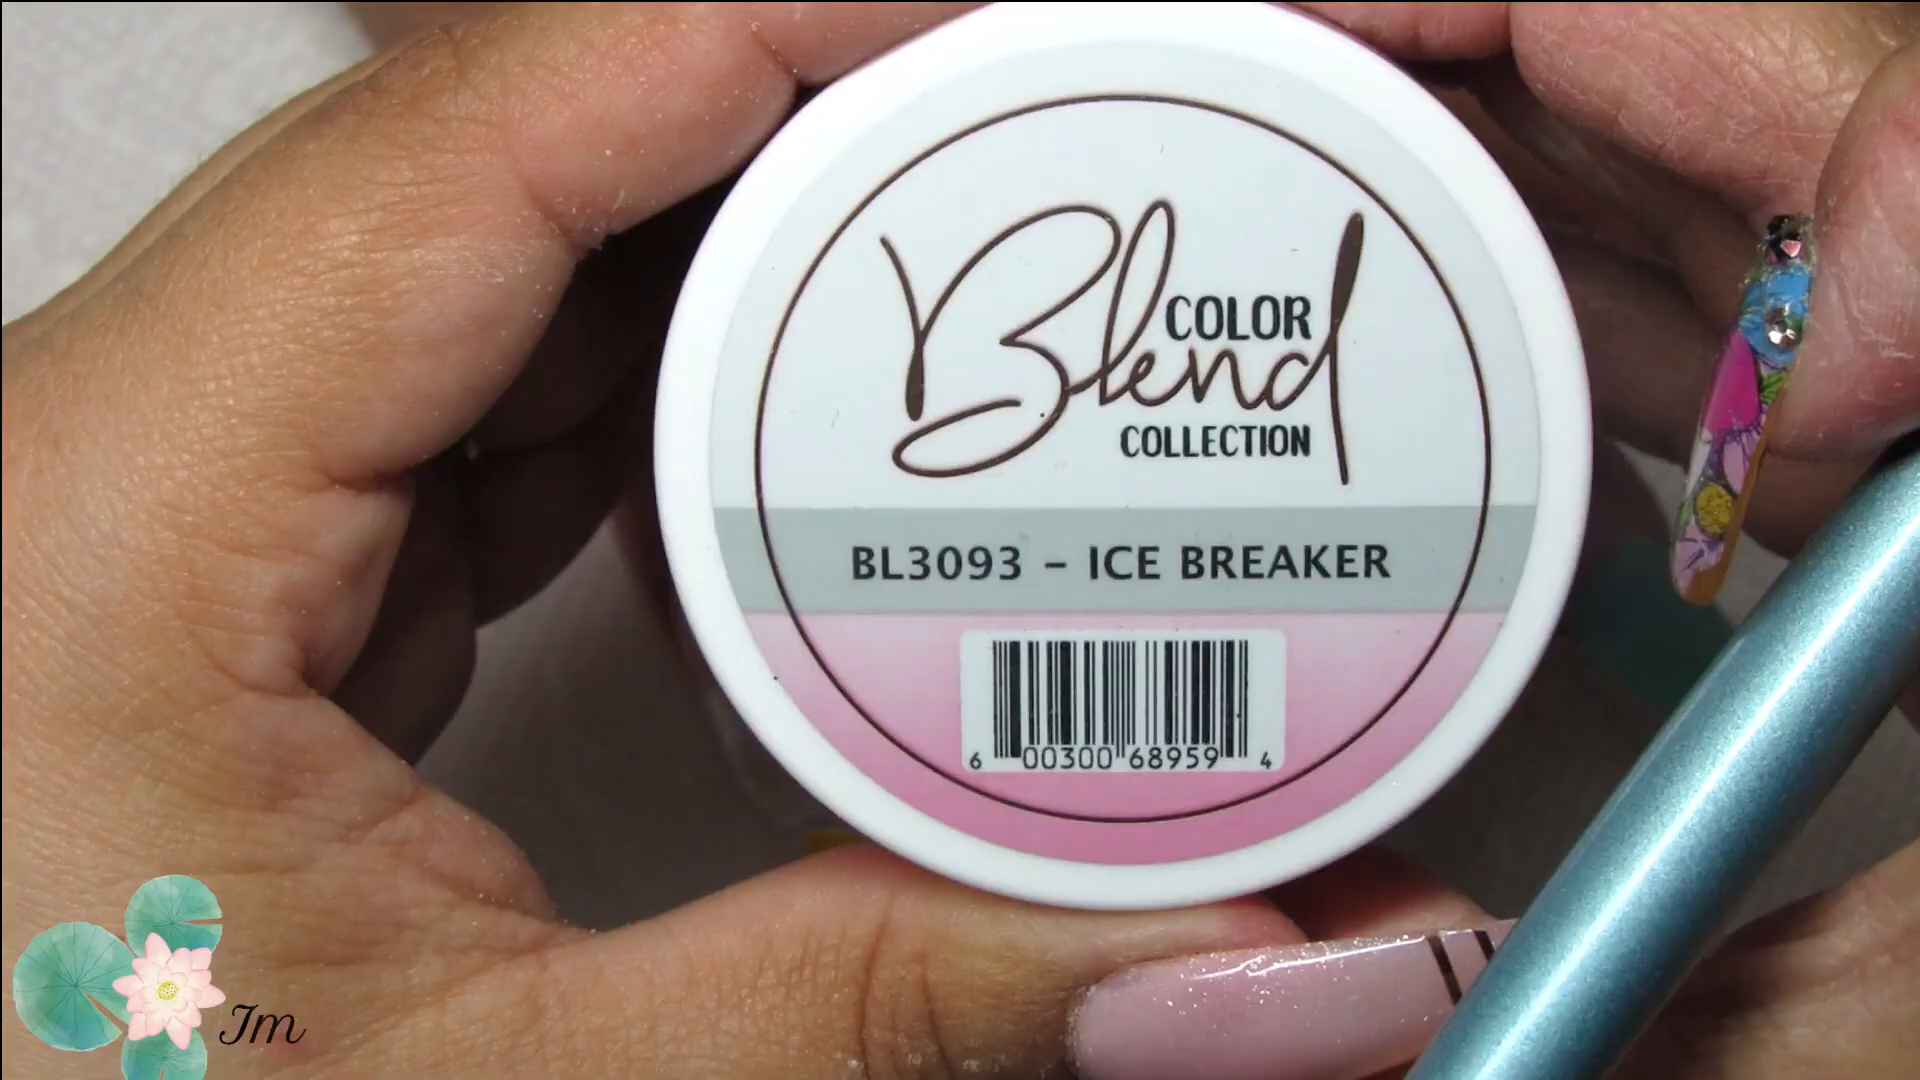 Blend
COLOR
COLLECTION
BL3093 – ICE BREAKER
6 00300 68959 4
Jm